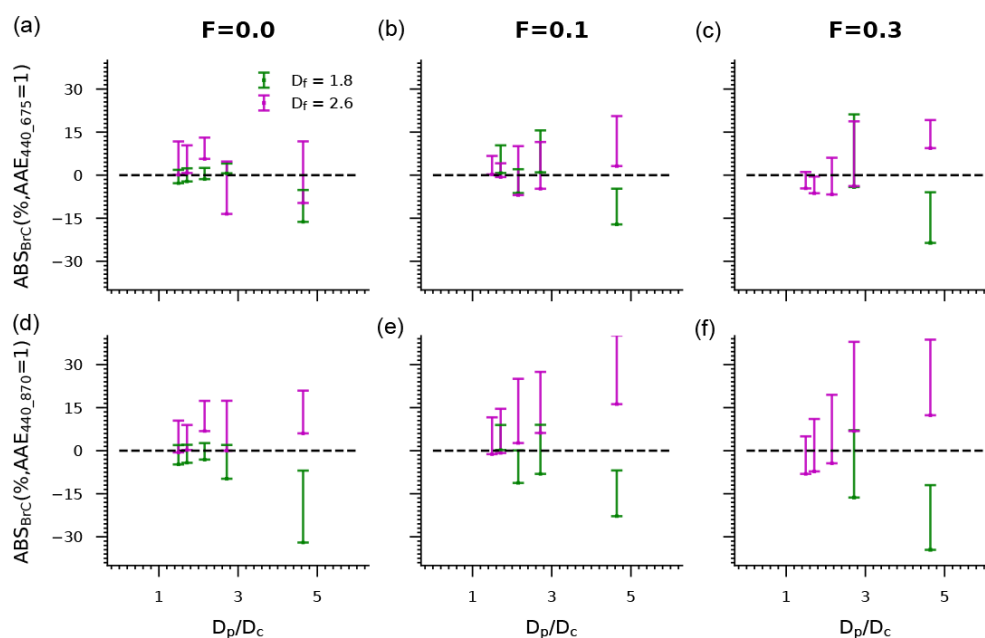 (a) F=0.0 (b) F=0.1 (c) F=0.3
ABS_BrC(%,AAE_440_675=1)
30
15
0
−15
−30
D_f = 1.8
D_f = 2.6
(d) (e) (f)
ABS_BrC(%,AAE_440_870=1)
30
15
0
−15
−30
1 3 5 1 3 5 1 3 5
D_p/D_c D_p/D_c D_p/D_c